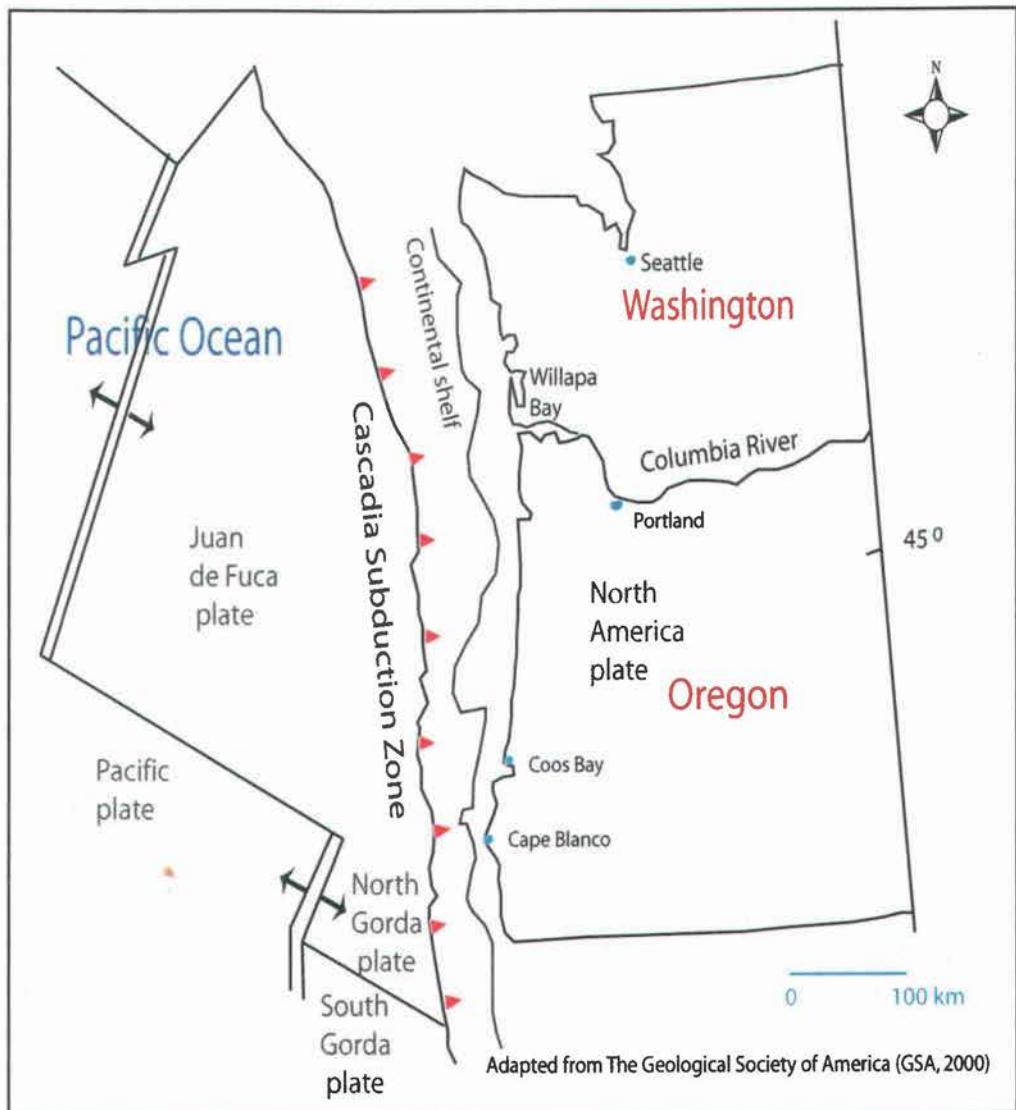 N
Seattle
Washington
Pacific Ocean
Continental shelf
Willapa
Bay
Cascadia Subduction Zone
Columbia River
Portland
45 º
Juan
de Fuca
plate
North
America
plate
Oregon
Pacific
plate
Coos Bay
Cape Blanco
North
Gorda
plate
South
Gorda
plate
0 100 km
Adapted from The Geological Society of America (GSA, 2000)